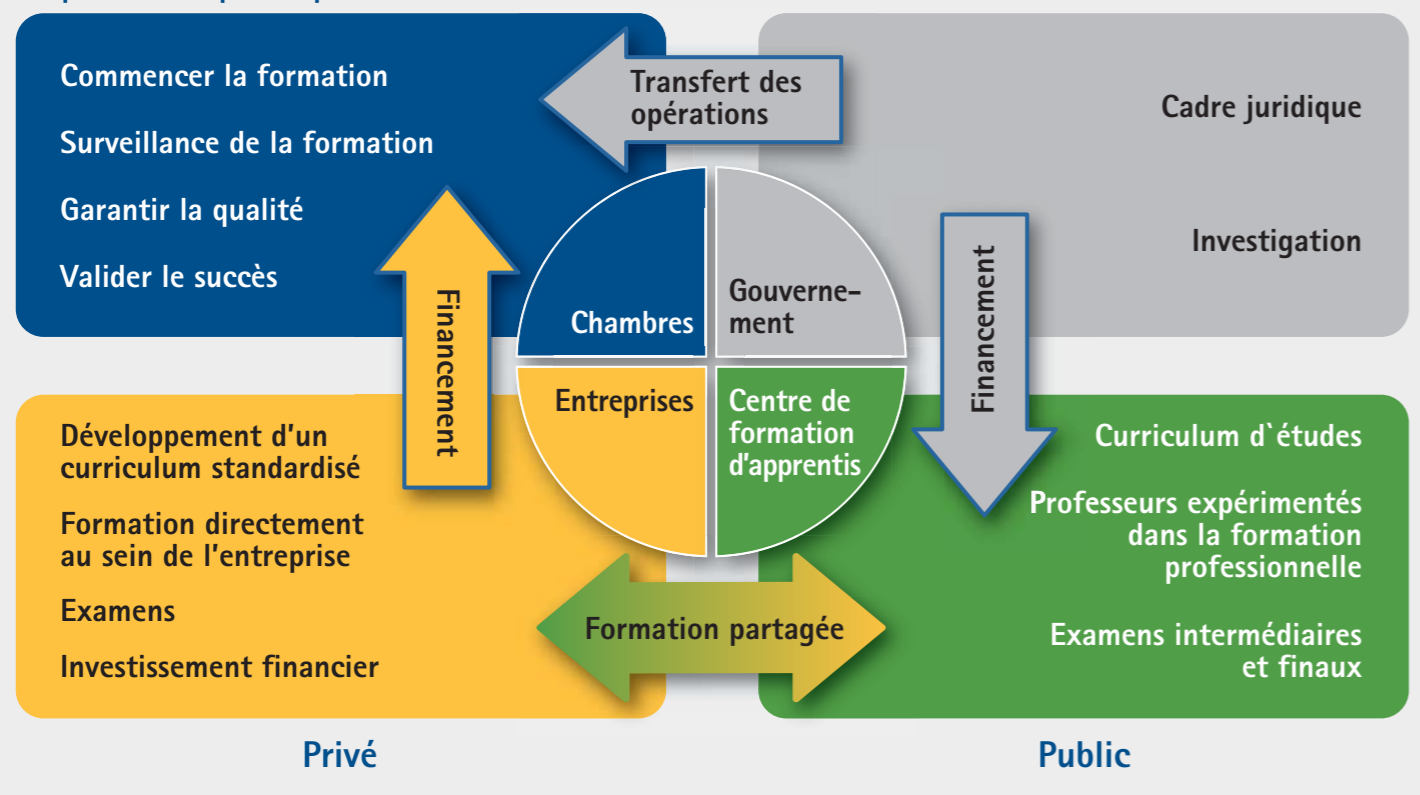 Commencer la formation
Surveillance de la formation
Garantir la qualité
Valider le succès
Transfert des
opérations
Cadre juridique
Investigation
Financement
Chambres
Gouverne-
ment
Financement
Entreprises
Centre de
formation
d'apprentis
Développement d'un
curriculum standardisé
Formation directement
au sein de l'entreprise
Examens
Investissement financier
Formation partagée
Curriculum d`études
Professeurs expérimentés
dans la formation
professionnelle
Examens intermédiaires
et finaux
Privé
Public